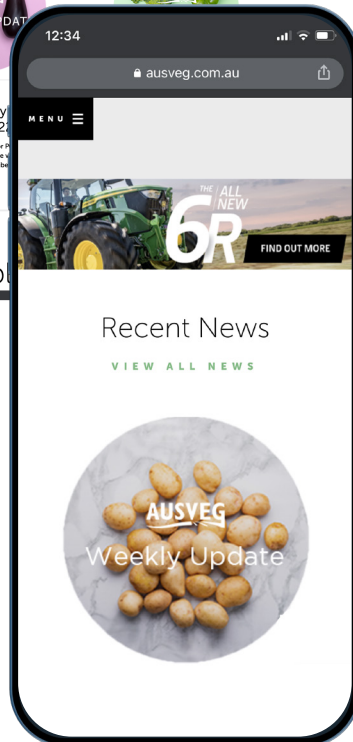 12:34
ausveg.com.au
MENU
THE ALL
NEW
6R
FIND OUT MORE
Recent News
VIEW ALL NEWS
AUSVEG
Weekly Update